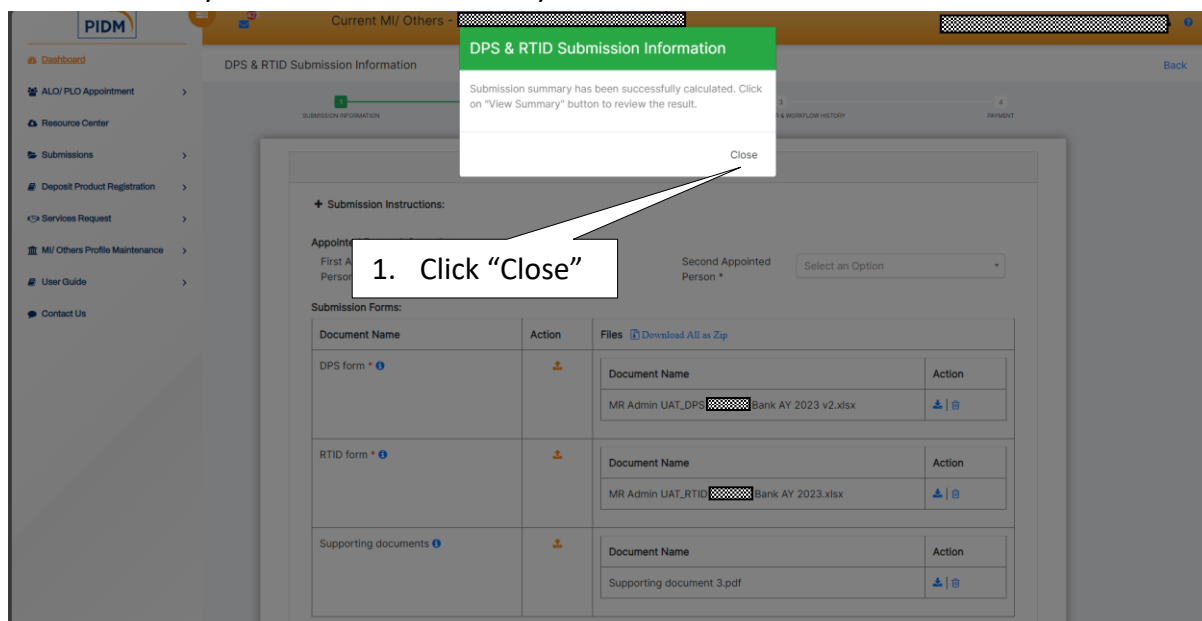 PIDM
Current MI/ Others -
Dashboard
ALO/ PLO Appointment
Resource Center
Submissions
Deposit Product Registration
Services Request
MI/ Others Profile Maintenance
User Guide
Contact Us
DPS & RTID Submission Information
Back
DPS & RTID Submission Information
Submission summary has been successfully calculated. Click
on "View Summary" button to review the result.
Close
1
SUBMISSION INFORMATION
3
& WORKFLOW HISTORY
4
PAYMENT
+ Submission Instructions:
1. Click “Close”
First A
Person
Second Appointed
Person *
Select an Option
Submission Forms:
Document Name Action Files Download All as Zip
DPS form *
Document Name Action
MR Admin UAT_DPS Bank AY 2023 v2.xlsx
RTID form *
Document Name Action
MR Admin UAT_RTID Bank AY 2023.xlsx
Supporting documents
Document Name Action
Supporting document 3.pdf